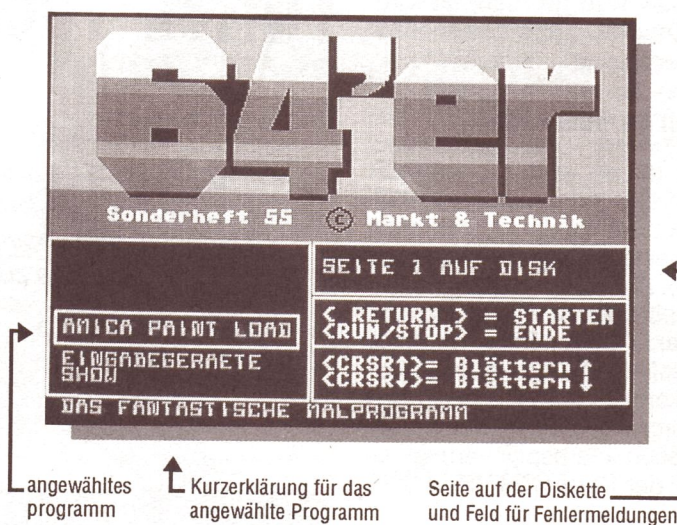 64'er
Sonderheft 55 © Markt & Technik
SEITE 1 AUF DISK
AMICA PAINT LOAD
EINGABEGERAETE
SHOW
< RETURN > = STARTEN
<RUN/STOP> = ENDE
<CRSR↑>= Blättern ↑
<CRSR↓>= Blättern ↓
DAS FANTASTISCHE MALPROGRAMM
angewähltes
programm
Kurzerklärung für das
angewählte Programm
Seite auf der Diskette
und Feld für Fehlermeldungen